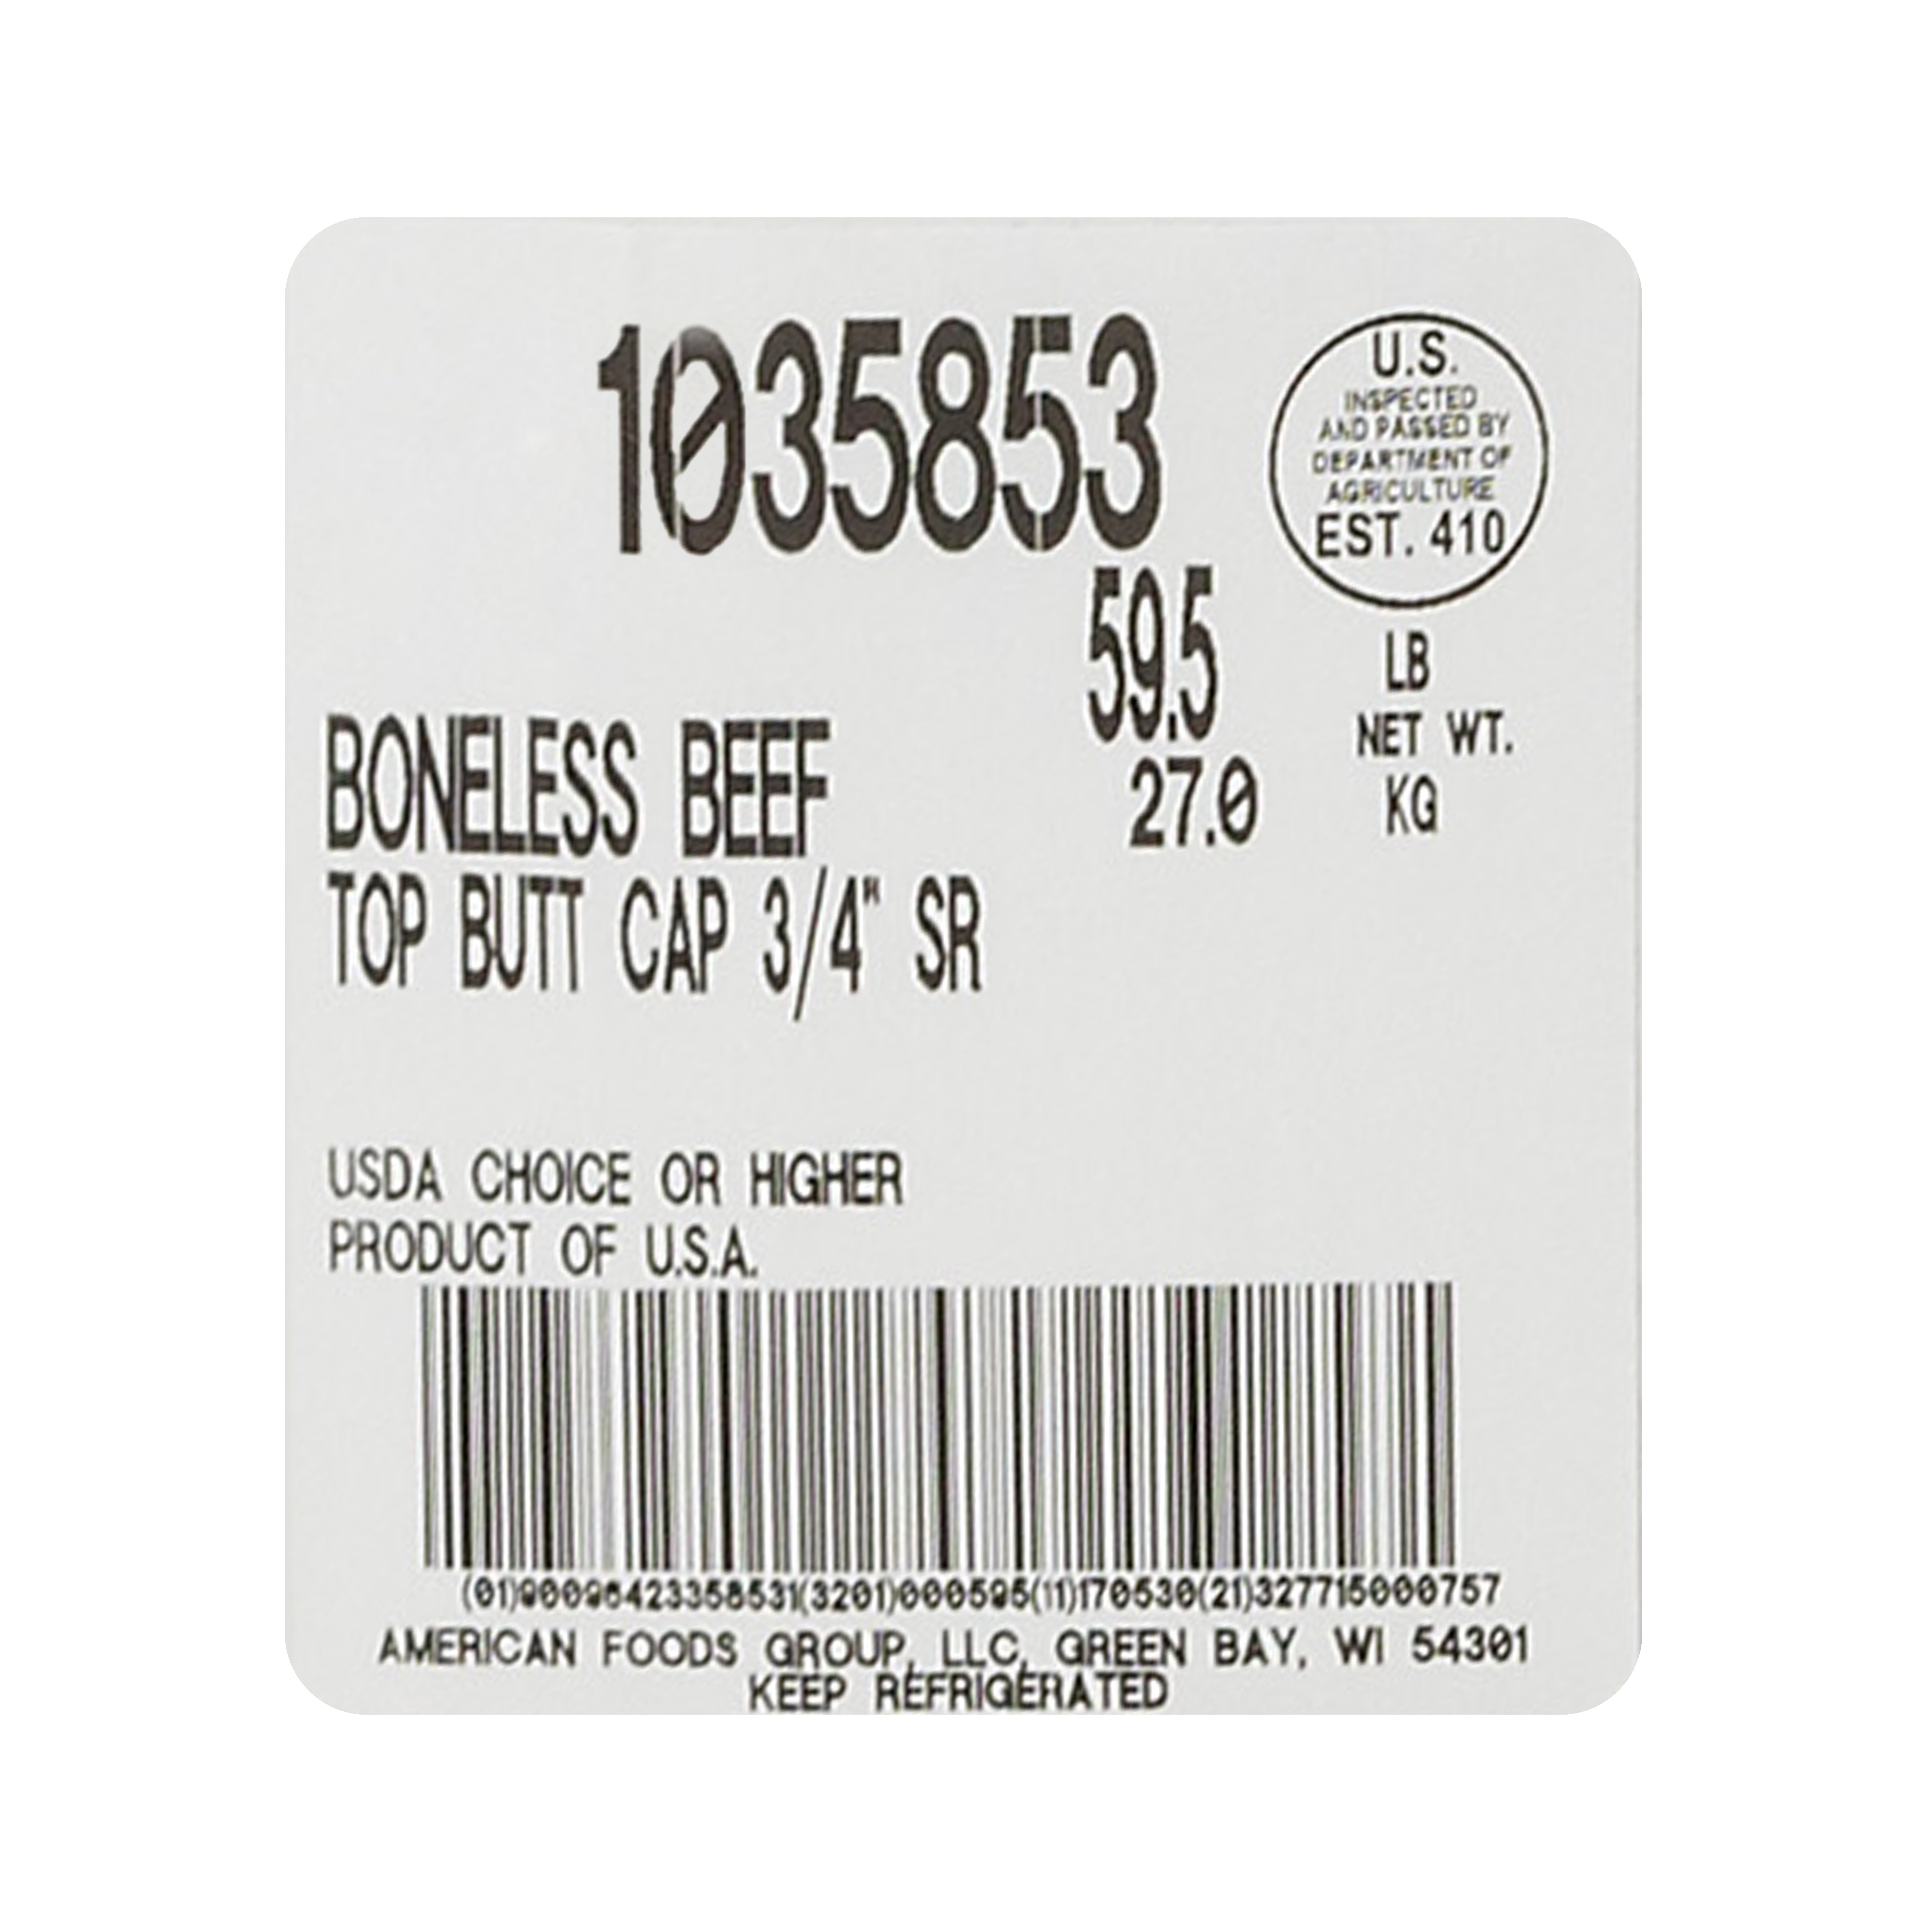 1035853
U.S.
INSPECTED
AND PASSED BY
DEPARTMENT OF
AGRICULTURE
EST. 410
59.5 LB
NET WT.
27.0 KG
BONELESS BEEF
TOP BUTT CAP 3/4" SR
USDA CHOICE OR HIGHER
PRODUCT OF U.S.A.
(01)90096423358531(3201)000595(11)170530(21)327715000757
AMERICAN FOODS GROUP, LLC, GREEN BAY, WI 54301
KEEP REFRIGERATED